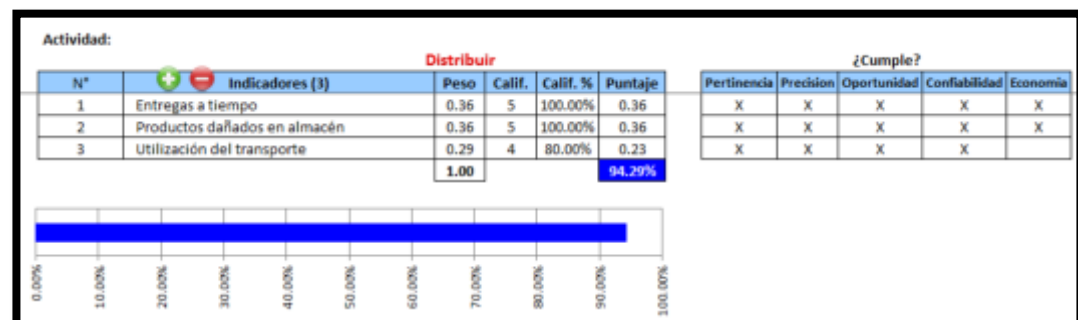 Actividad:
Distribuir ¿Cumple?
N° Indicadores (3) Peso Calif. Calif. % Puntaje Pertinencia Precision Oportunidad Confiabilidad Economia
1 Entregas a tiempo 0.36 5 100.00% 0.36 X X X X X
2 Productos dañados en almacén 0.36 5 100.00% 0.36 X X X X X
3 Utilización del transporte 0.29 4 80.00% 0.23 X X X X
1.00 94.29%
0.00% 10.00% 20.00% 30.00% 40.00% 50.00% 60.00% 70.00% 80.00% 90.00% 100.00%